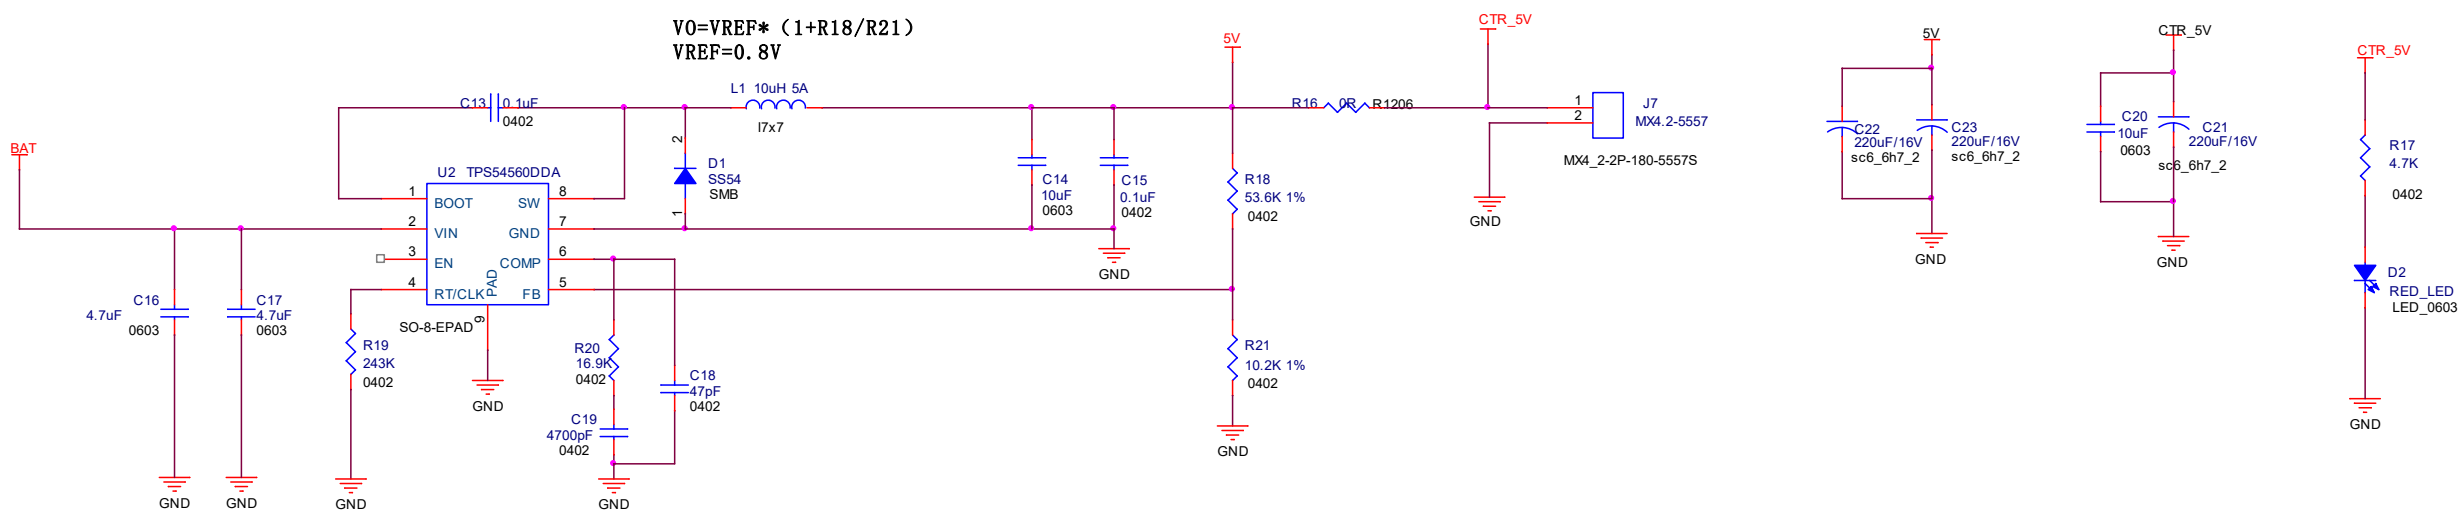 VO=VREF*（1+R18/R21）
VREF=0.8V
BAT
C16
4.7uF
0603
GND
C17
4.7uF
0603
GND
C13
0.1uF
0402
U2 TPS54560DDA
1
BOOT
2
VIN
3
EN
4
RT/CLK
PAD
9
SW
8
GND
7
COMP
6
FB
5
SO-8-EPAD
GND
R19
243K
0402
GND
R20
16.9K
0402
C19
4700pF
0402
GND
C18
47pF
0402
L1 10uH 5A
l7x7
2
D1
SS54
SMB
1
C14
10uF
0603
C15
0.1uF
0402
GND
5V
R18
53.6K 1%
0402
R21
10.2K 1%
0402
GND
R16
0R
R1206
CTR_5V
1
2
J7
MX4.2-5557
MX4_2-2P-180-5557S
GND
5V
C22
220uF/16V
sc6_6h7_2
C23
220uF/16V
sc6_6h7_2
GND
CTR_5V
C20
10uF
0603
C21
220uF/16V
sc6_6h7_2
GND
CTR_5V
R17
4.7K
0402
D2
RED_LED
LED_0603
GND